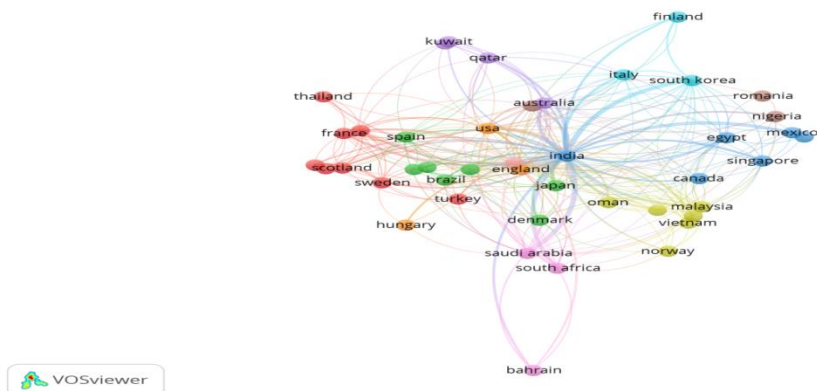 finland
kuwait
qatar
italy
south korea
thailand
australia
romania
france
spain
usa
nigeria
egypt
mexico
india
scotland
england
singapore
sweden
brazil
japan
canada
turkey
oman
malaysia
hungary
denmark
vietnam
saudi arabia
norway
south africa
bahrain
VOSviewer